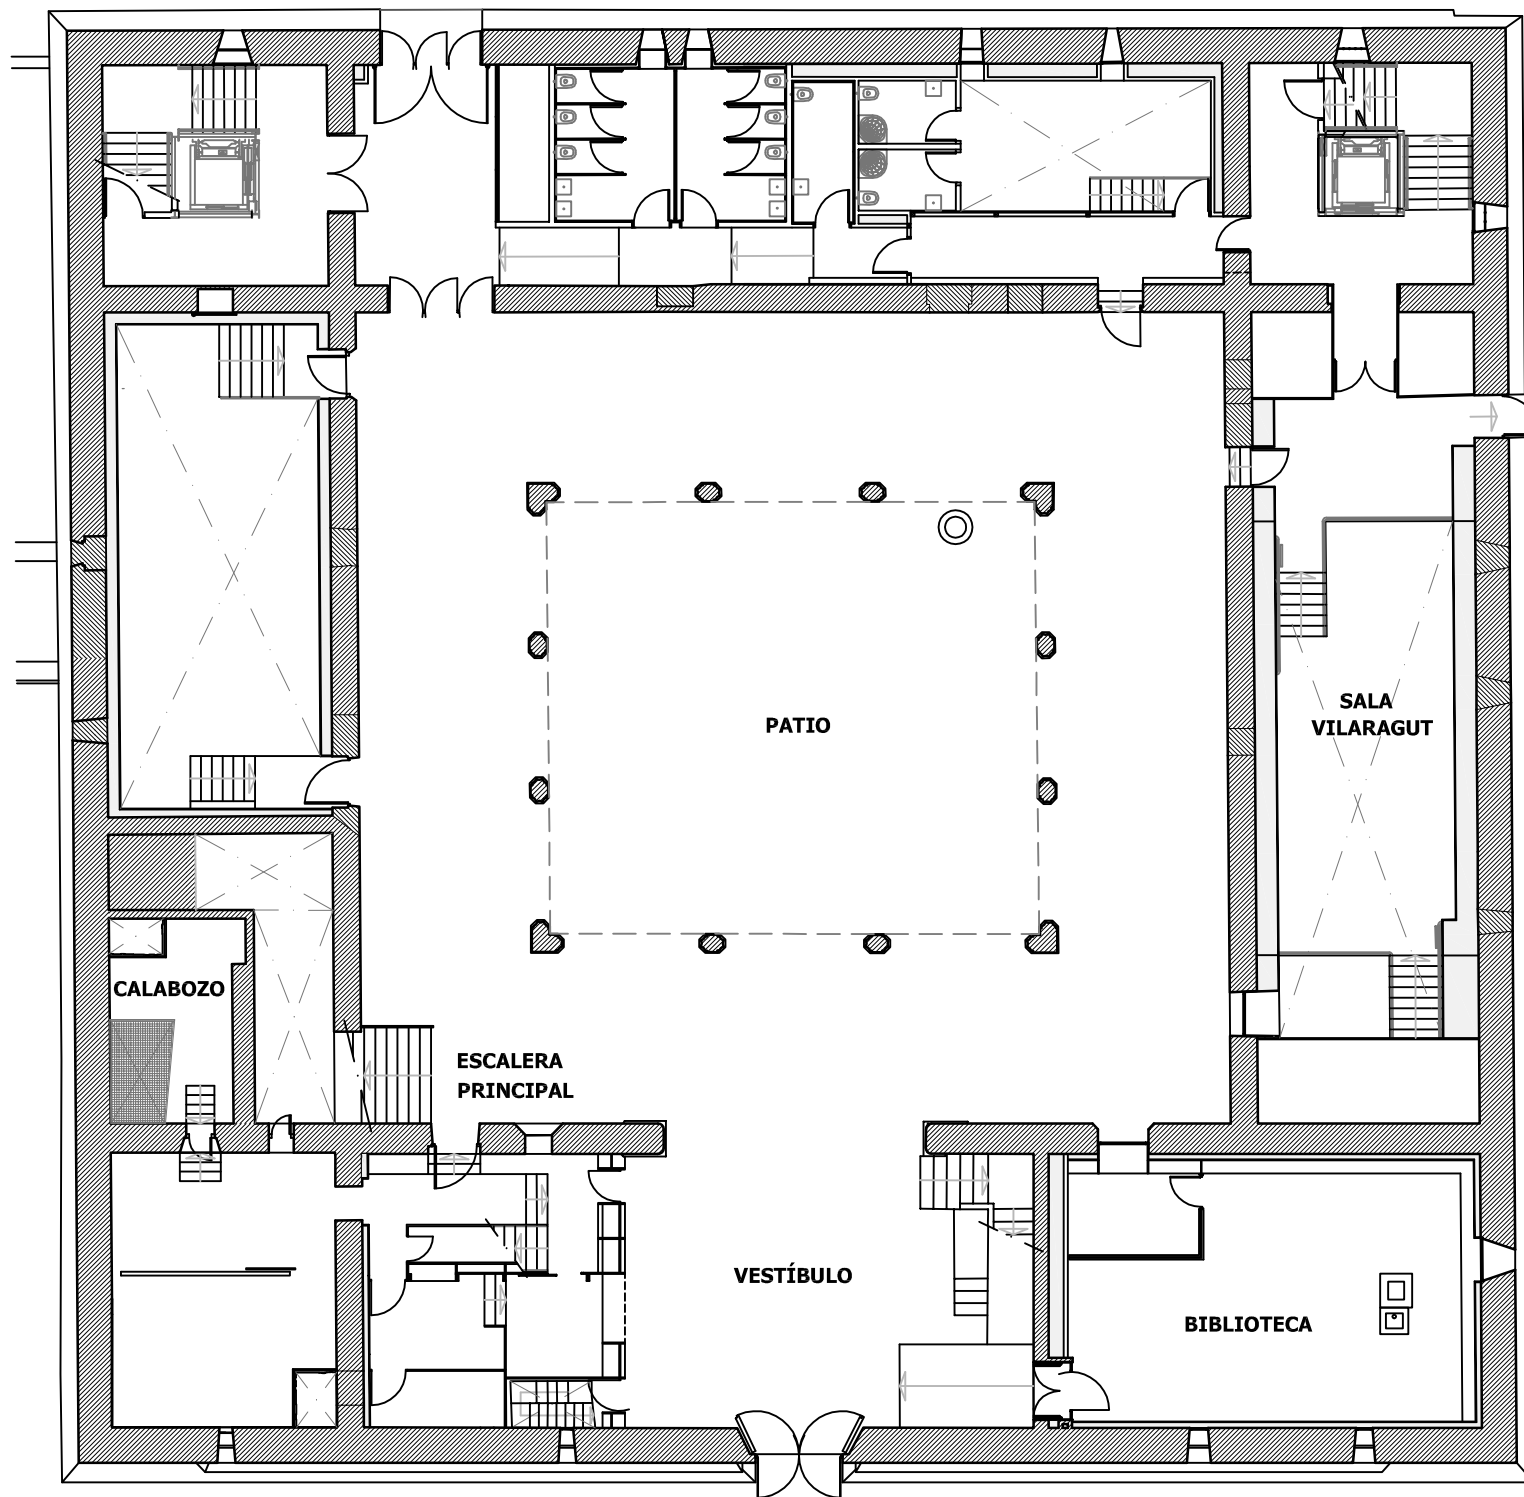 PATIO
SALA
VILARAGUT
CALABOZO
ESCALERA
PRINCIPAL
VESTÍBULO
BIBLIOTECA